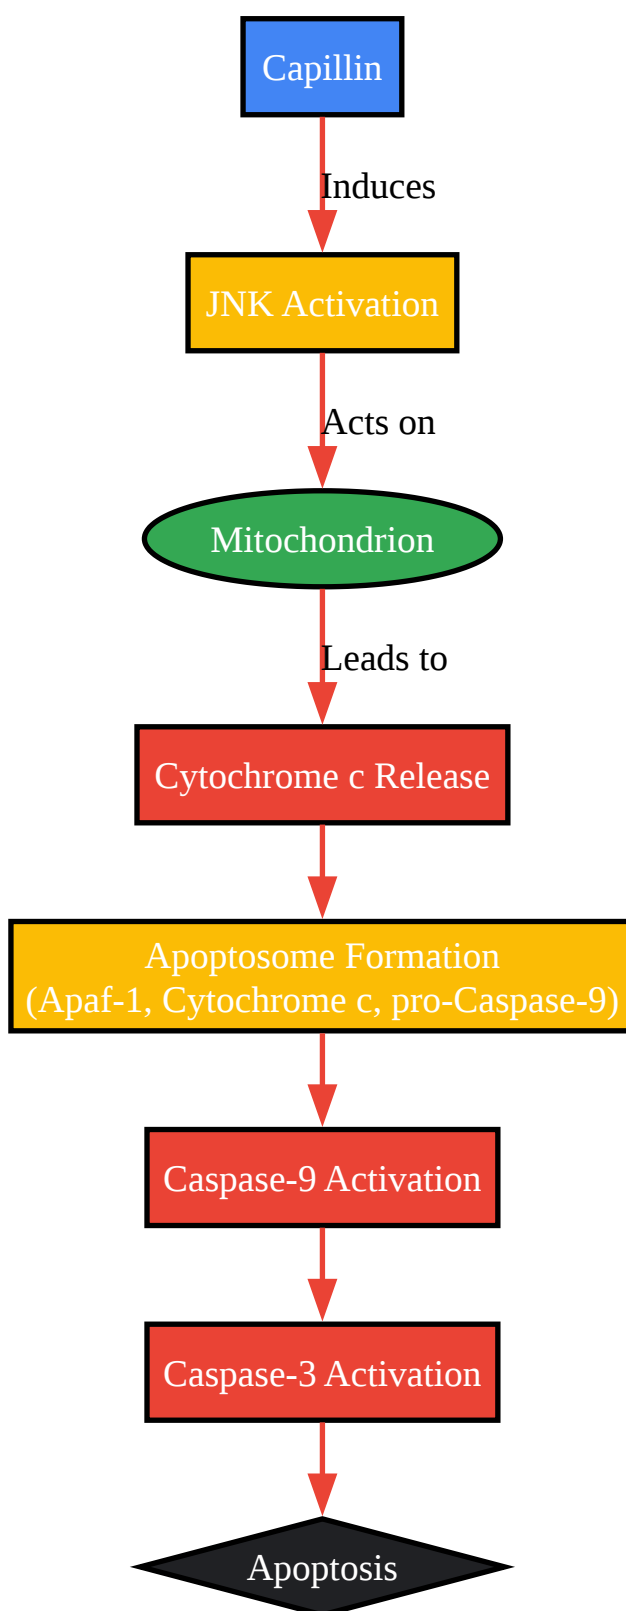 Capillin
Induces
JNK Activation
Acts on
Mitochondrion
Leads to
Cytochrome c Release
Apoptosome Formation
(Apaf-1, Cytochrome c, pro-Caspase-9)
Caspase-9 Activation
Caspase-3 Activation
Apoptosis